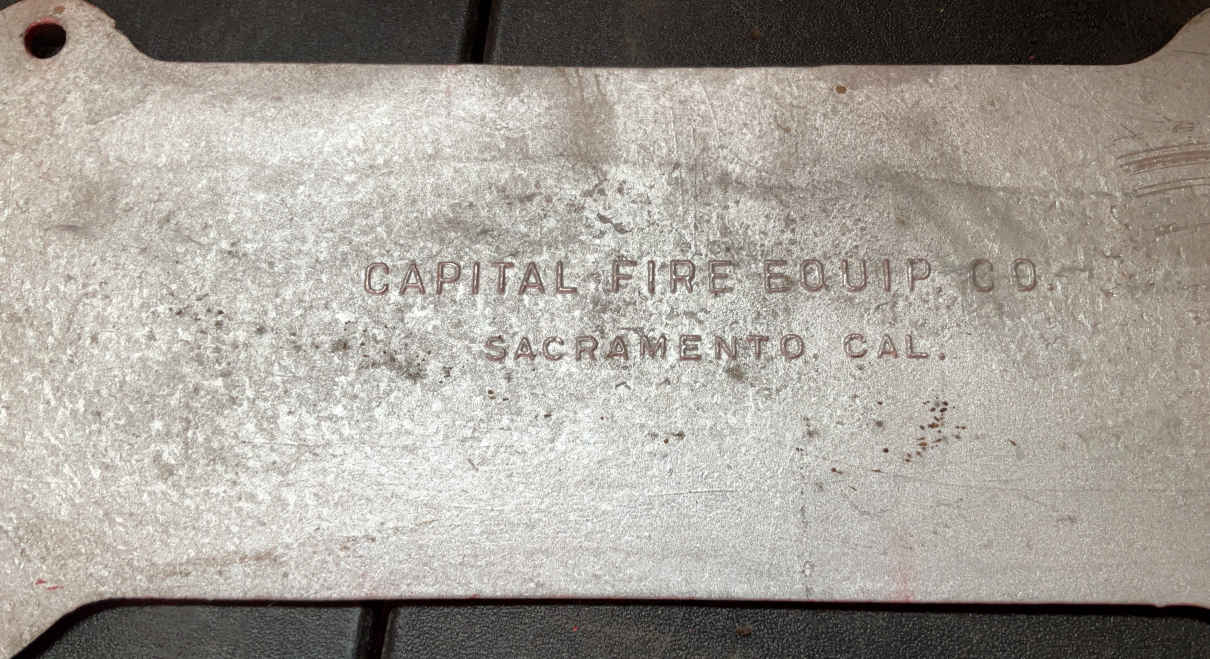 CAPITAL FIRE EQUIP. CO.
SACRAMENTO, CAL.